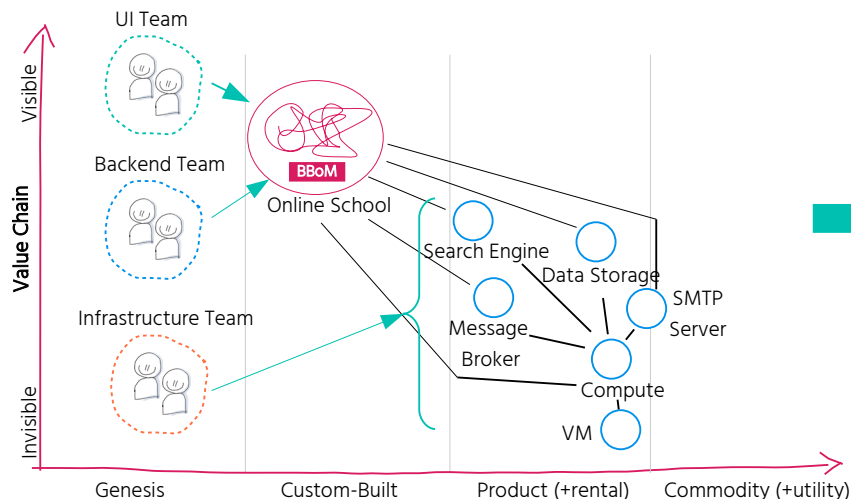 UI Team
Visible
Backend Team
BBoM
Online School
Value Chain
Search Engine
Data Storage
Infrastructure Team
Message
Broker
SMTP
Server
Compute
VM
Invisible
Genesis
Custom-Built
Product (+rental)
Commodity (+utility)